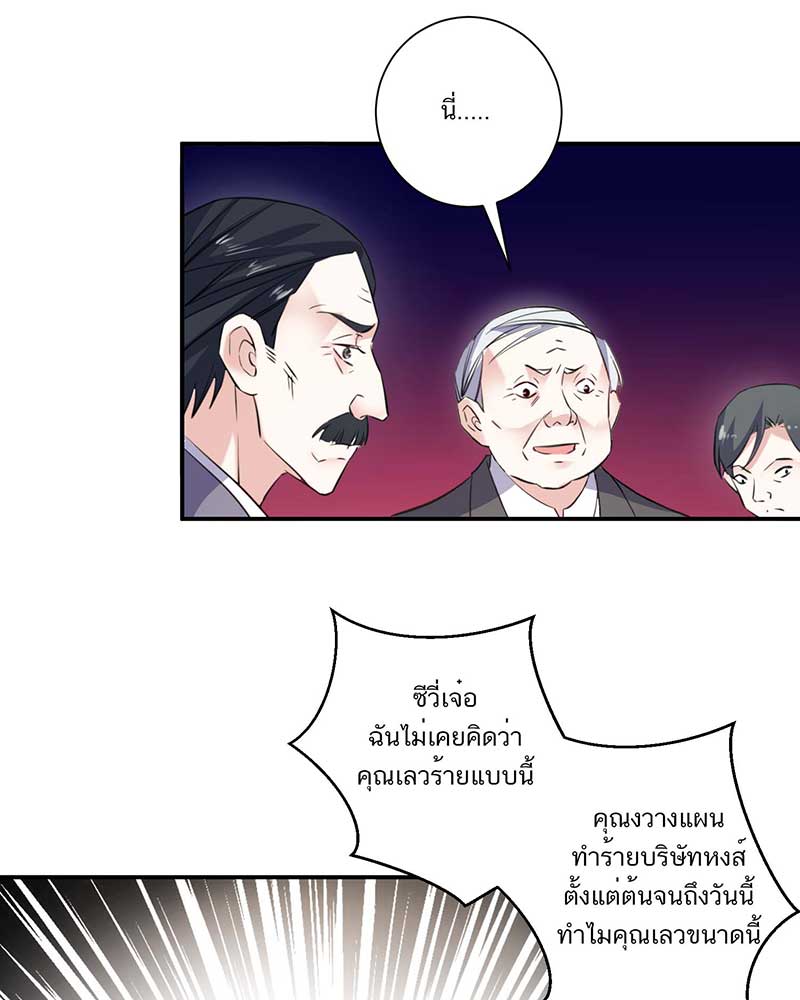 นี่.....
ซีวี่เจ๋อ
ฉันไม่เคยคิดว่า
คุณเลวร้ายแบบนี้
คุณงวางแผน
ทำร้ายบริษัทหงส์
ตั้งแต่ต้นจนถึงวันนี้
ทำไมคุณเลวขนาดนี้